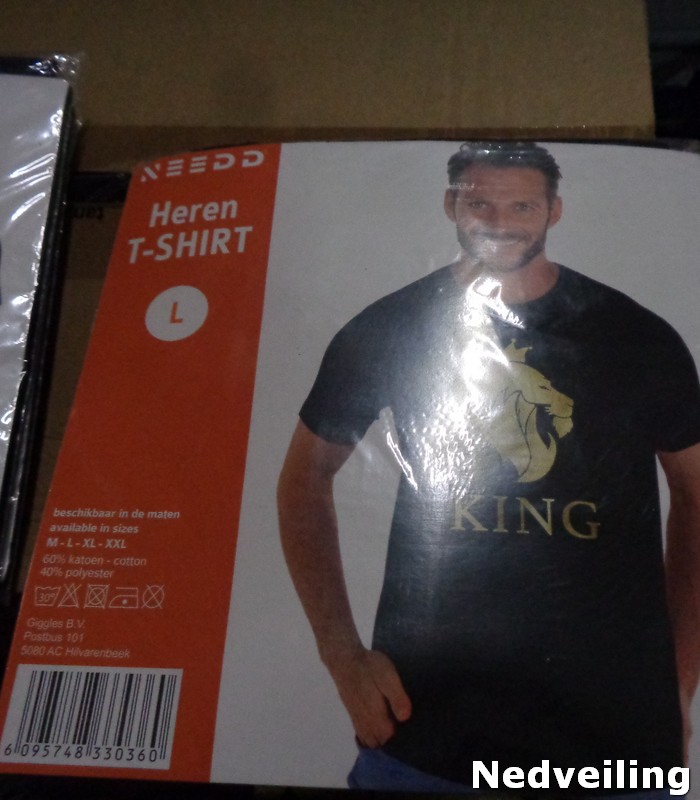 NEEDD
Heren
T-SHIRT
L
KING
beschikbaar in de maten
available in sizes
M - L - XL - XXL
60% katoen - cotton
40% polyester
30°
Giggles B.V.
Postbus 101
5080 AC Hilvarenbeek
6 095748 330360
Nedveiling